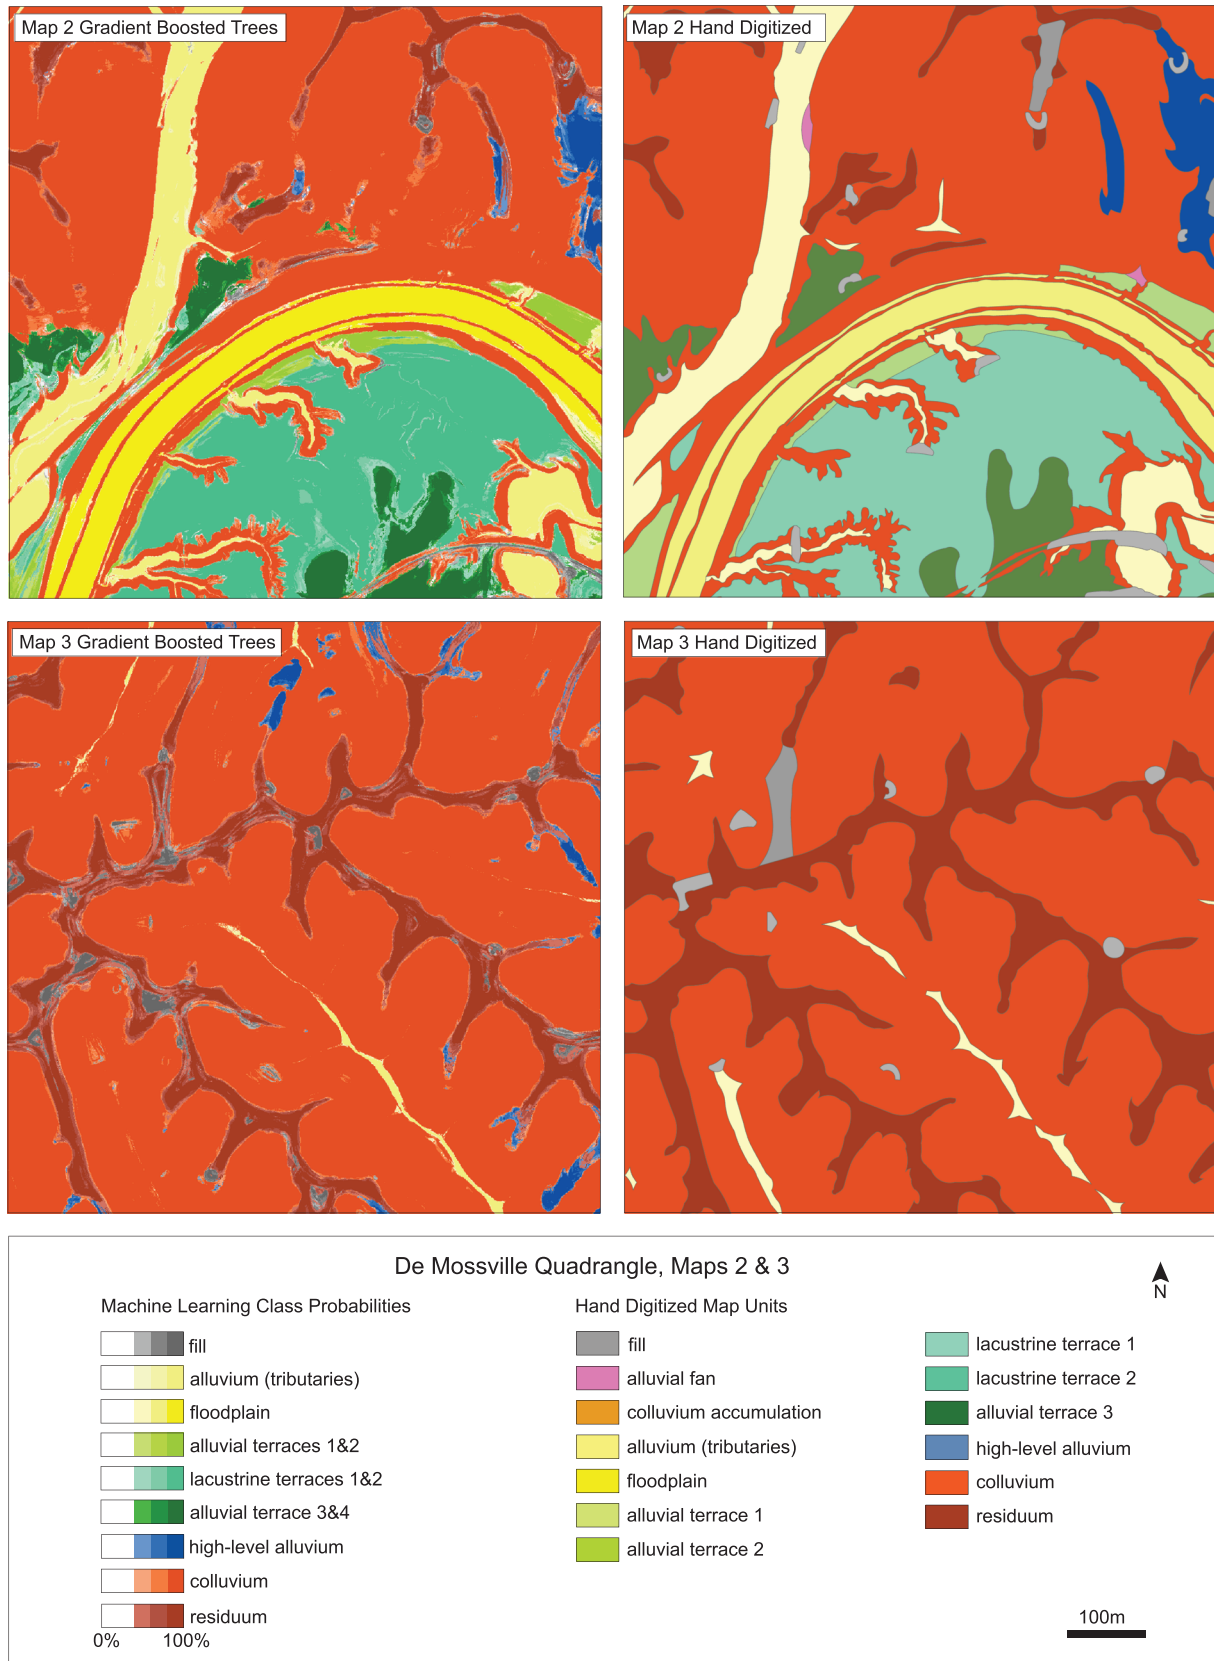 Map 2 Gradient Boosted Trees
Map 2 Hand Digitized
Map 3 Gradient Boosted Trees
Map 3 Hand Digitized
De Mossville Quadrangle, Maps 2 & 3
N
Machine Learning Class Probabilities
fill
alluvium (tributaries)
floodplain
alluvial terraces 1&2
lacustrine terraces 1&2
alluvial terrace 3&4
high-level alluvium
colluvium
residuum
0% 100%
Hand Digitized Map Units
fill
alluvial fan
colluvium accumulation
alluvium (tributaries)
floodplain
alluvial terrace 1
alluvial terrace 2
lacustrine terrace 1
lacustrine terrace 2
alluvial terrace 3
high-level alluvium
colluvium
residuum
100m